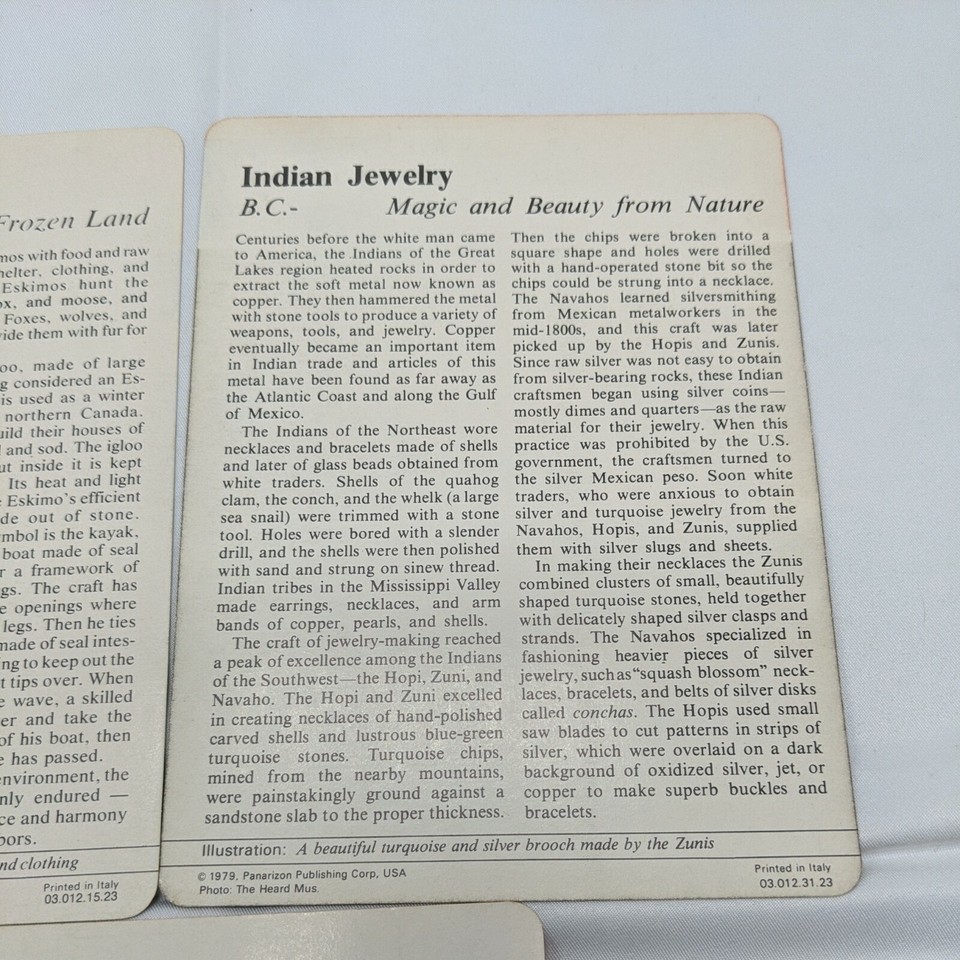 Frozen Land
mos with food and raw
helter, clothing, and
Eskimos hunt the
ox, and moose, and
Foxes, wolves, and
vide them with fur for
oo, made of large
g considered an Es-
is used as a winter
northern Canada.
uild their houses of
and sod. The igloo
ut inside it is kept
Its heat and light
Eskimo's efficient
de out of stone.
mbol is the kayak,
boat made of seal
r a framework of
gs. The craft has
e openings where
legs. Then he ties
made of seal intes-
ng to keep out the
t tips over. When
e wave, a skilled
er and take the
of his boat, then
e has passed.
environment, the
nly endured —
ce and harmony
bors.
nd clothing
Printed in Italy
03.012.15.23
Indian Jewelry
B.C.- Magic and Beauty from Nature
Centuries before the white man came
to America, the Indians of the Great
Lakes region heated rocks in order to
extract the soft metal now known as
copper. They then hammered the metal
with stone tools to produce a variety of
weapons, tools, and jewelry. Copper
eventually became an important item
in Indian trade and articles of this
metal have been found as far away as
the Atlantic Coast and along the Gulf
of Mexico.
The Indians of the Northeast wore
necklaces and bracelets made of shells
and later of glass beads obtained from
white traders. Shells of the quahog
clam, the conch, and the whelk (a large
sea snail) were trimmed with a stone
tool. Holes were bored with a slender
drill, and the shells were then polished
with sand and strung on sinew thread.
Indian tribes in the Mississippi Valley
made earrings, necklaces, and arm
bands of copper, pearls, and shells.
The craft of jewelry-making reached
a peak of excellence among the Indians
of the Southwest—the Hopi, Zuni, and
Navaho. The Hopi and Zuni excelled
in creating necklaces of hand-polished
carved shells and lustrous blue-green
turquoise stones. Turquoise chips,
mined from the nearby mountains,
were painstakingly ground against a
sandstone slab to the proper thickness.
Then the chips were broken into a
square shape and holes were drilled
with a hand-operated stone bit so the
chips could be strung into a necklace.
The Navahos learned silversmithing
from Mexican metalworkers in the
mid-1800s, and this craft was later
picked up by the Hopis and Zunis.
Since raw silver was not easy to obtain
from silver-bearing rocks, these Indian
craftsmen began using silver coins—
mostly dimes and quarters—as the raw
material for their jewelry. When this
practice was prohibited by the U.S.
government, the craftsmen turned to
the silver Mexican peso. Soon white
traders, who were anxious to obtain
silver and turquoise jewelry from the
Navahos, Hopis, and Zunis, supplied
them with silver slugs and sheets.
In making their necklaces the Zunis
combined clusters of small, beautifully
shaped turquoise stones, held together
with delicately shaped silver clasps and
strands. The Navahos specialized in
fashioning heavier pieces of silver
jewelry, such as "squash blossom" neck-
laces, bracelets, and belts of silver disks
called conchas. The Hopis used small
saw blades to cut patterns in strips of
silver, which were overlaid on a dark
background of oxidized silver, jet, or
copper to make superb buckles and
bracelets.
Illustration: A beautiful turquoise and silver brooch made by the Zunis
© 1979, Panarizon Publishing Corp, USA
Photo: The Heard Mus.
Printed in Italy
03.012.31.23